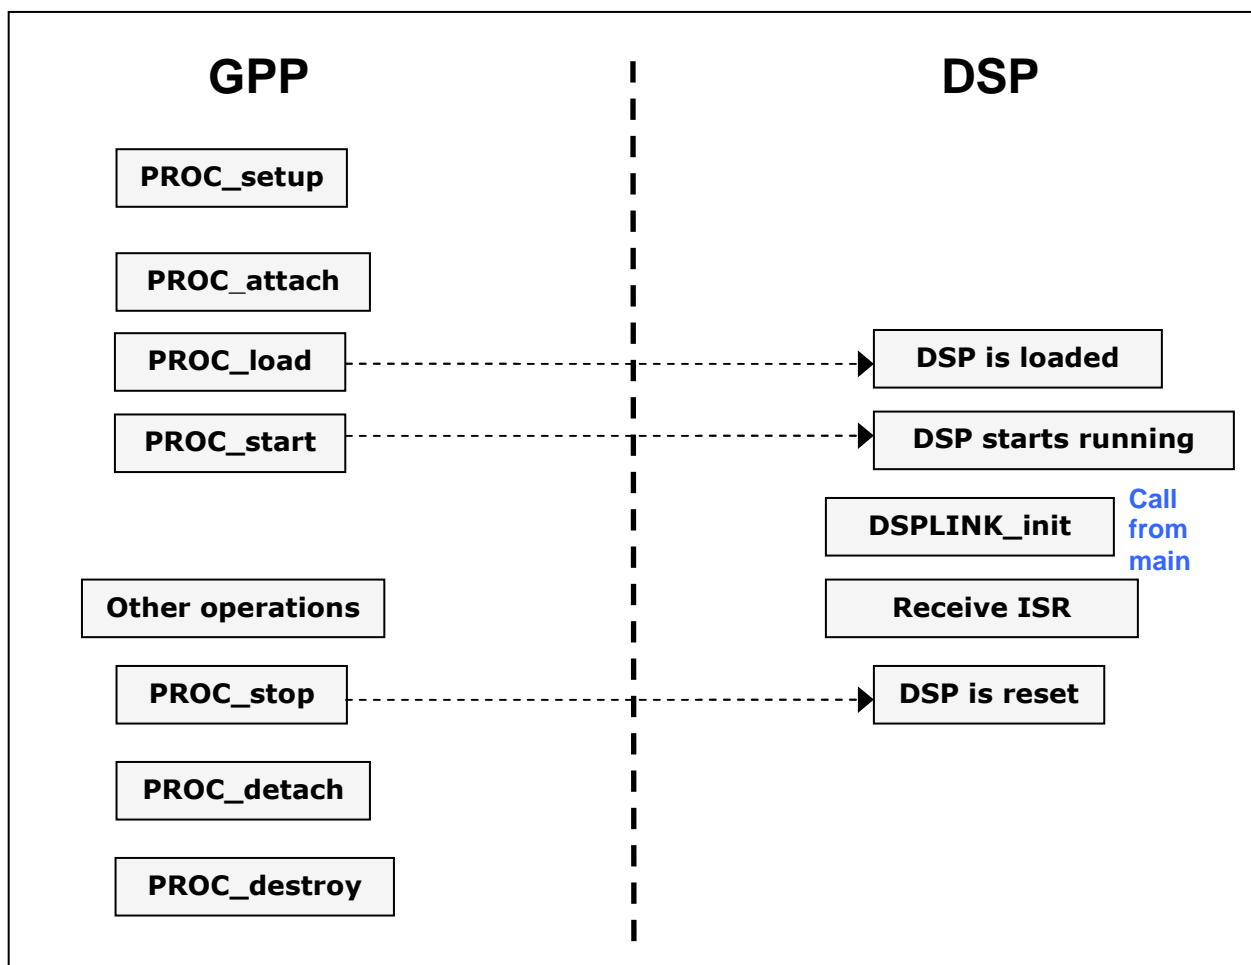 GPP
DSP
PROC_setup
PROC_attach
PROC_load
DSP is loaded
PROC_start
DSP starts running
DSPLINK_init
Call
from
main
Other operations
Receive ISR
PROC_stop
DSP is reset
PROC_detach
PROC_destroy